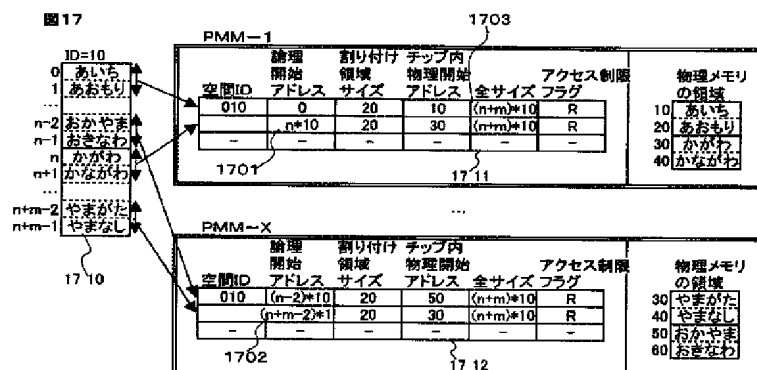 図17
ID=10
0 あいち
1 あおもり
...
n-2 おかやま
n-1 おきなわ
n かがわ
n+1 かながわ
...
n+m-2 やまがた
n+m-1 やまなし
17 10
PMM-1
1703
空間ID 論理開始アドレス 割り付け領域サイズ チップ内物理開始アドレス 全サイズ アクセス制限フラグ
010 0 20 10 (n+m)*10 R
n*10 20 30 (n+m)*10 R
- - - - - -
1701
17 11
物理メモリの領域
10 あいち
20 あおもり
30 かがわ
40 かながわ
...
PMM-X
空間ID 論理開始アドレス 割り付け領域サイズ チップ内物理開始アドレス 全サイズ アクセス制限フラグ
010 (n-2)*10 20 50 (n+m)*10 R
(n+m-2)*1 20 30 (n+m)*10 R
- - - - - -
1702
17 12
物理メモリの領域
30 やまがた
40 やまなし
50 おかやま
60 おきなわ